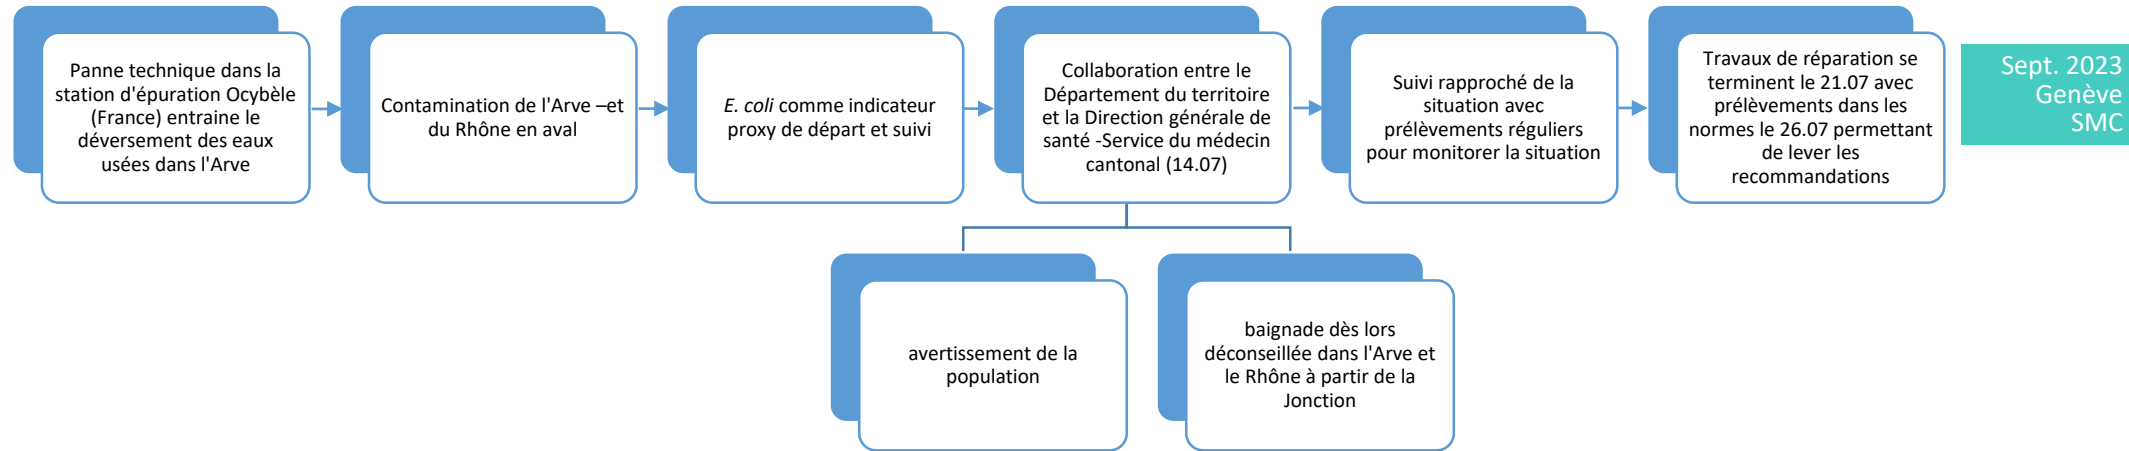 Panne technique dans la
station d'épuration Ocybèle
(France) entraine le
déversement des eaux
usées dans l'Arve
Contamination de l'Arve –et
du Rhône en aval
E. coli comme indicateur
proxy de départ et suivi
Collaboration entre le
Département du territoire
et la Direction générale de
santé -Service du médecin
cantonal (14.07)
Suivi rapproché de la
situation avec
prélèvements réguliers
pour monitorer la situation
Travaux de réparation se
terminent le 21.07 avec
prélèvements dans les
normes le 26.07 permettant
de lever les
recommandations
Sept. 2023
Genève
SMC
avertissement de la
population
baignade dès lors
déconseillée dans l'Arve et
le Rhône à partir de la
Jonction